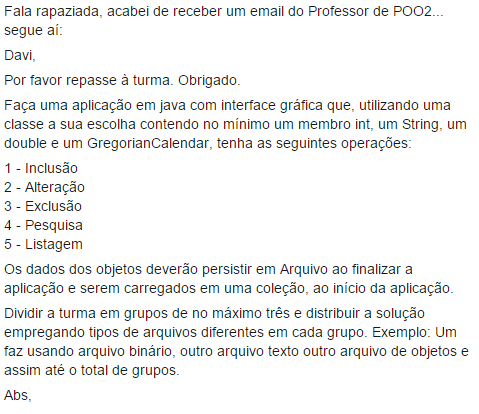 Fala rapaziada, acabei de receber um email do Professor de POO2...
segue aí:
Davi,
Por favor repasse à turma. Obrigado.
Faça uma aplicação em java com interface gráfica que, utilizando uma
classe a sua escolha contendo no mínimo um membro int, um String, um
double e um GregorianCalendar, tenha as seguintes operações:
1 - Inclusão
2 - Alteração
3 - Exclusão
4 - Pesquisa
5 - Listagem
Os dados dos objetos deverão persistir em Arquivo ao finalizar a
aplicação e serem carregados em uma coleção, ao início da aplicação.
Dividir a turma em grupos de no máximo três e distribuir a solução
empregando tipos de arquivos diferentes em cada grupo. Exemplo: Um
faz usando arquivo binário, outro arquivo texto outro arquivo de objetos e
assim até o total de grupos.
Abs,